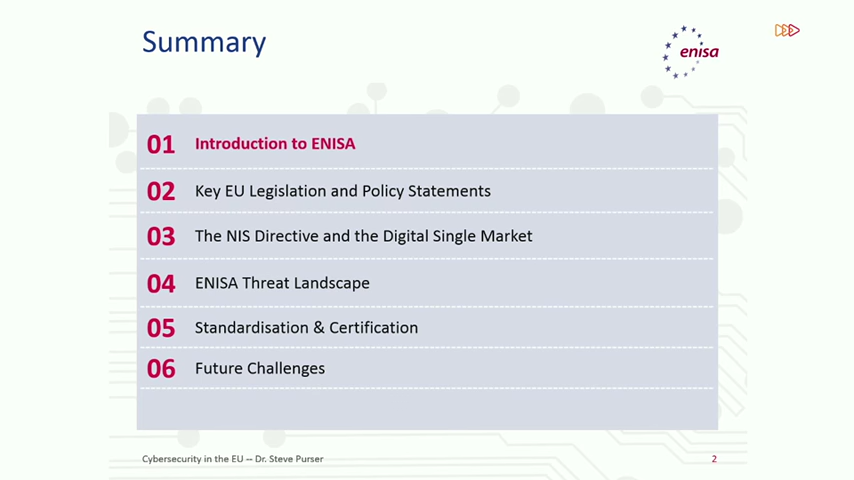 Summary
enisa
01 Introduction to ENISA
02 Key EU Legislation and Policy Statements
03 The NIS Directive and the Digital Single Market
04 ENISA Threat Landscape
05 Standardisation & Certification
06 Future Challenges
Cybersecurity in the EU -- Dr. Steve Purser 2